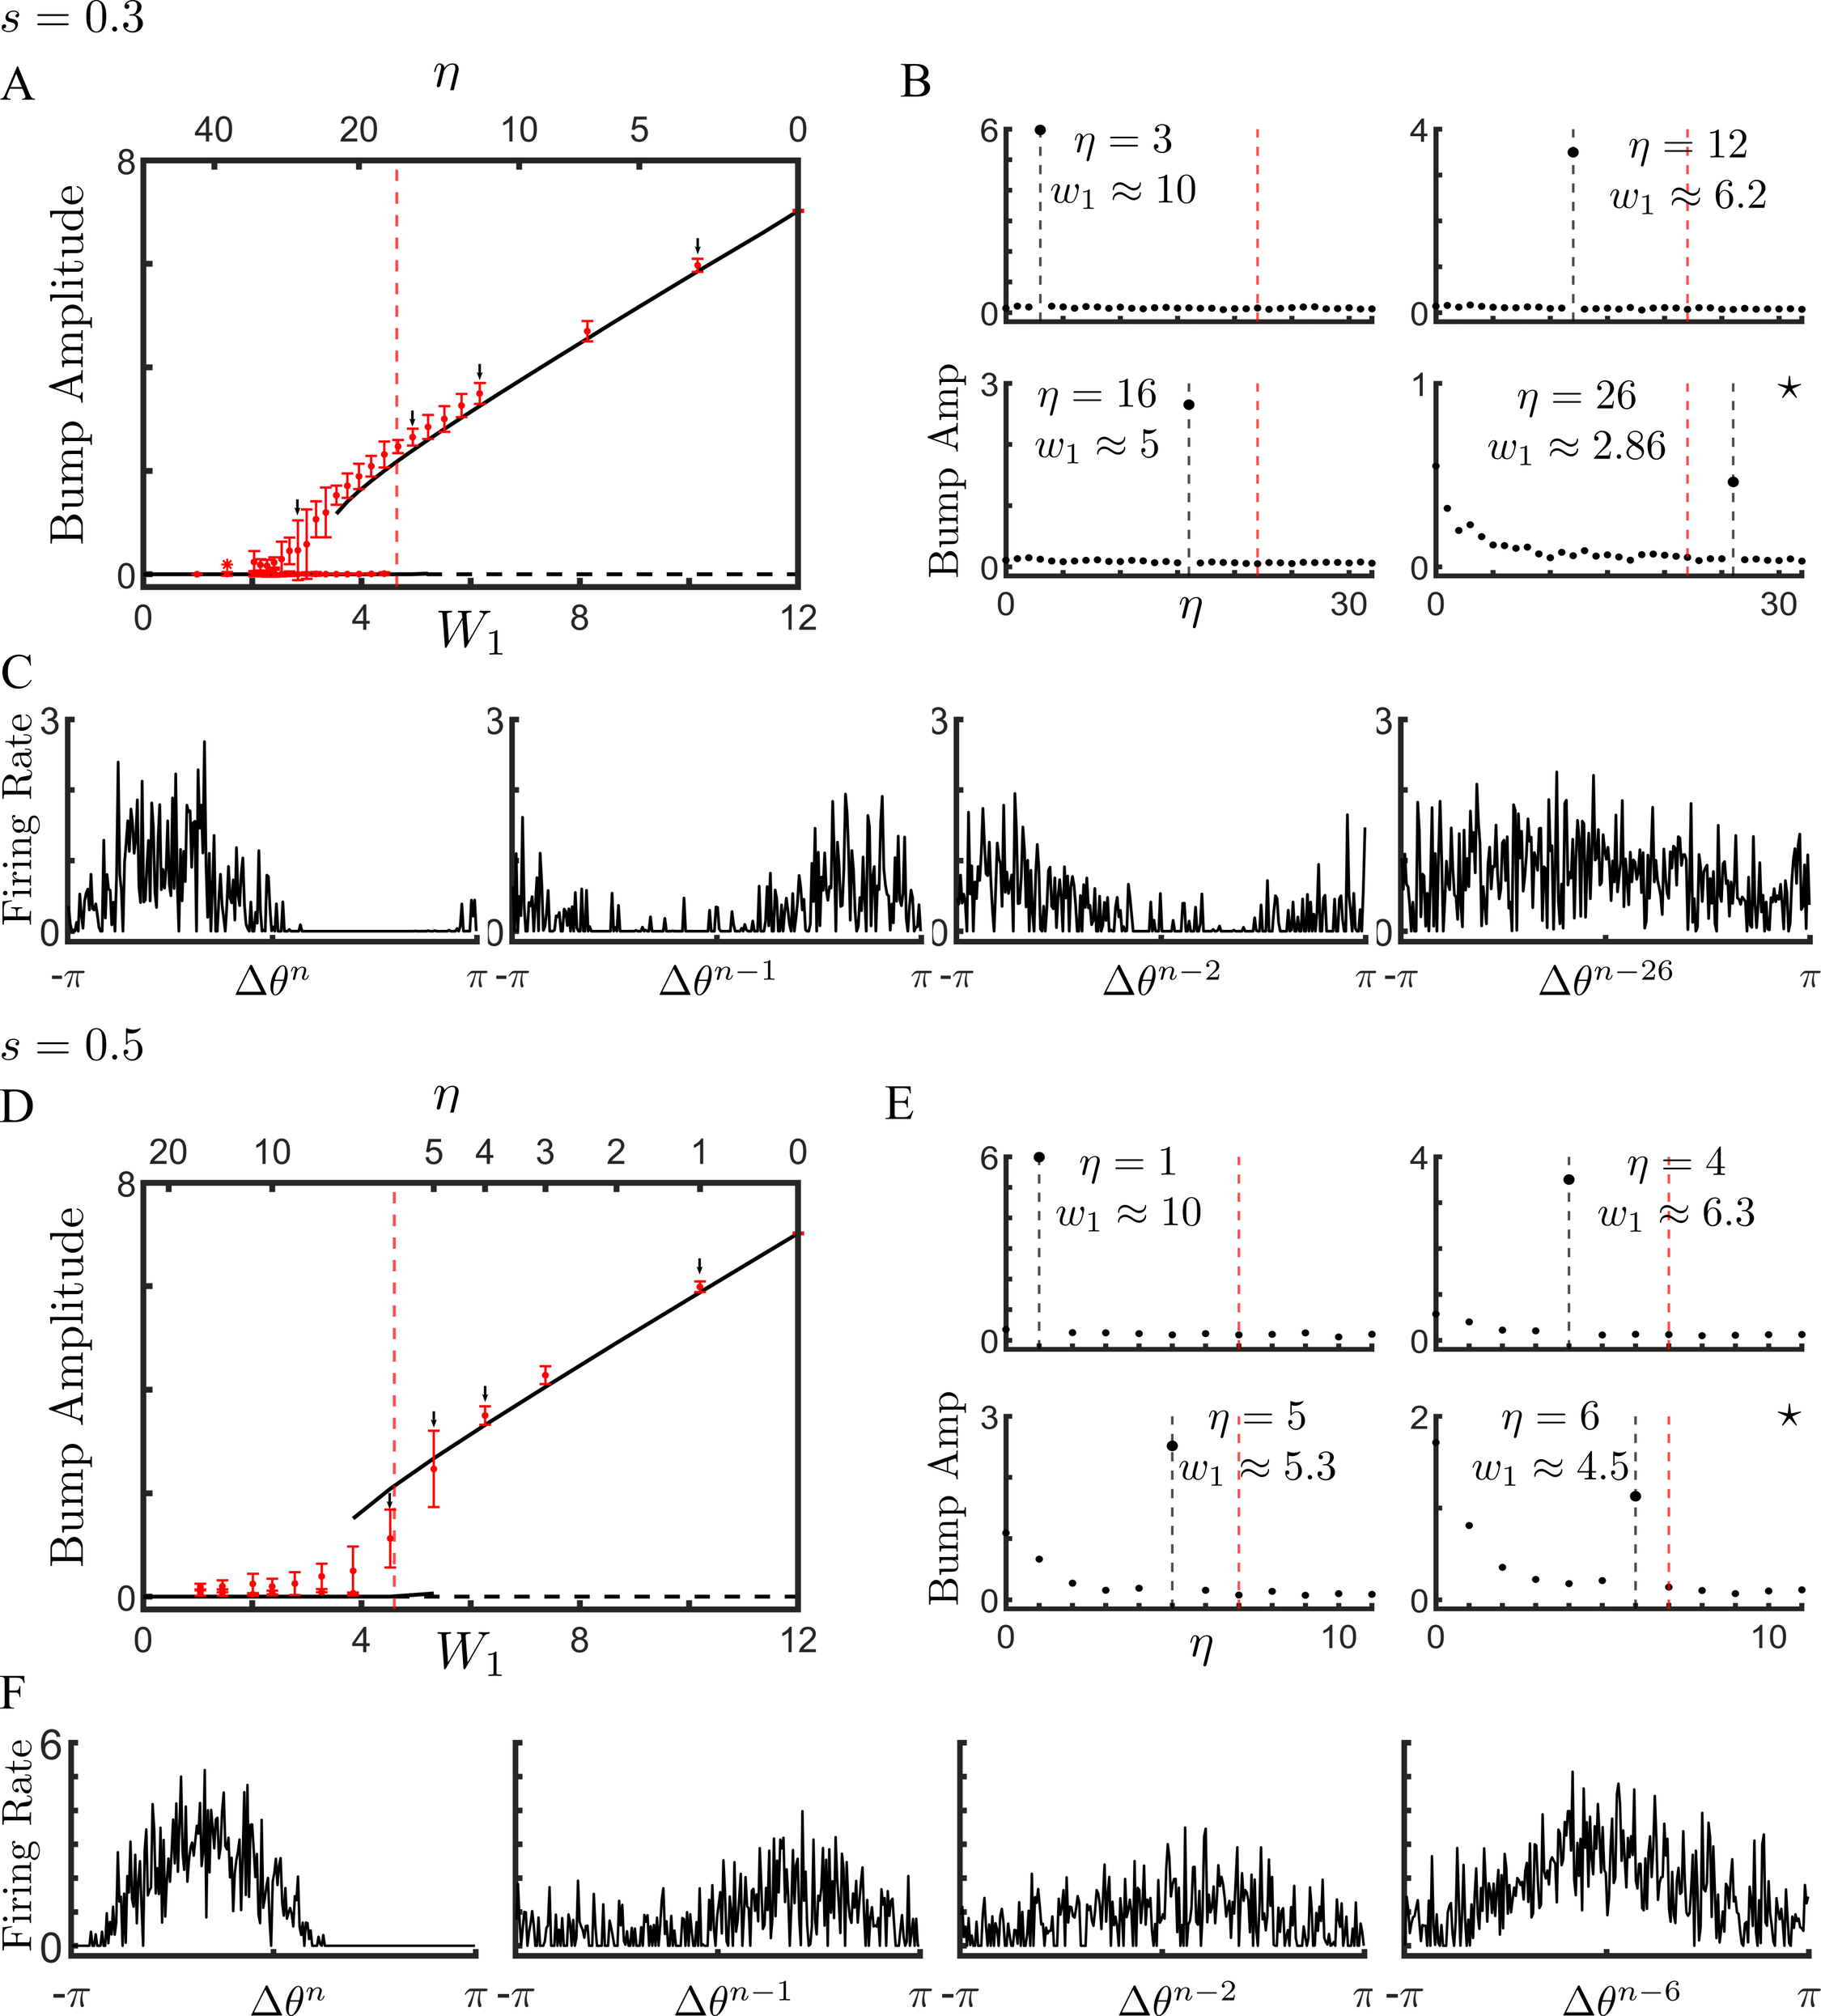 s = 0.3
A
η
40 20 10 5 0
8
Bump Amplitude
0
0 4 8 12
W₁
B
6
η = 3
w₁ ≈ 10
0
4
η = 12
w₁ ≈ 6.2
0
Bump Amp
3
η = 16
w₁ ≈ 5
0
0 30
η
1
η = 26
w₁ ≈ 2.86
★
0
0 30
C
Firing Rate
3
0
-π Δθⁿ π
3
0
-π Δθⁿ⁻¹ π
3
0
-π Δθⁿ⁻² π
3
0
-π Δθⁿ⁻²⁶ π
s = 0.5
D
η
20 10 5 4 3 2 1 0
8
Bump Amplitude
0
0 4 8 12
W₁
E
6
η = 1
w₁ ≈ 10
0
4
η = 4
w₁ ≈ 6.3
0
Bump Amp
3
η = 5
w₁ ≈ 5.3
0
0 10
η
2
η = 6
w₁ ≈ 4.5
★
0
0 10
F
Firing Rate
6
0
-π Δθⁿ π
-π Δθⁿ⁻¹ π
-π Δθⁿ⁻² π
-π Δθⁿ⁻⁶ π